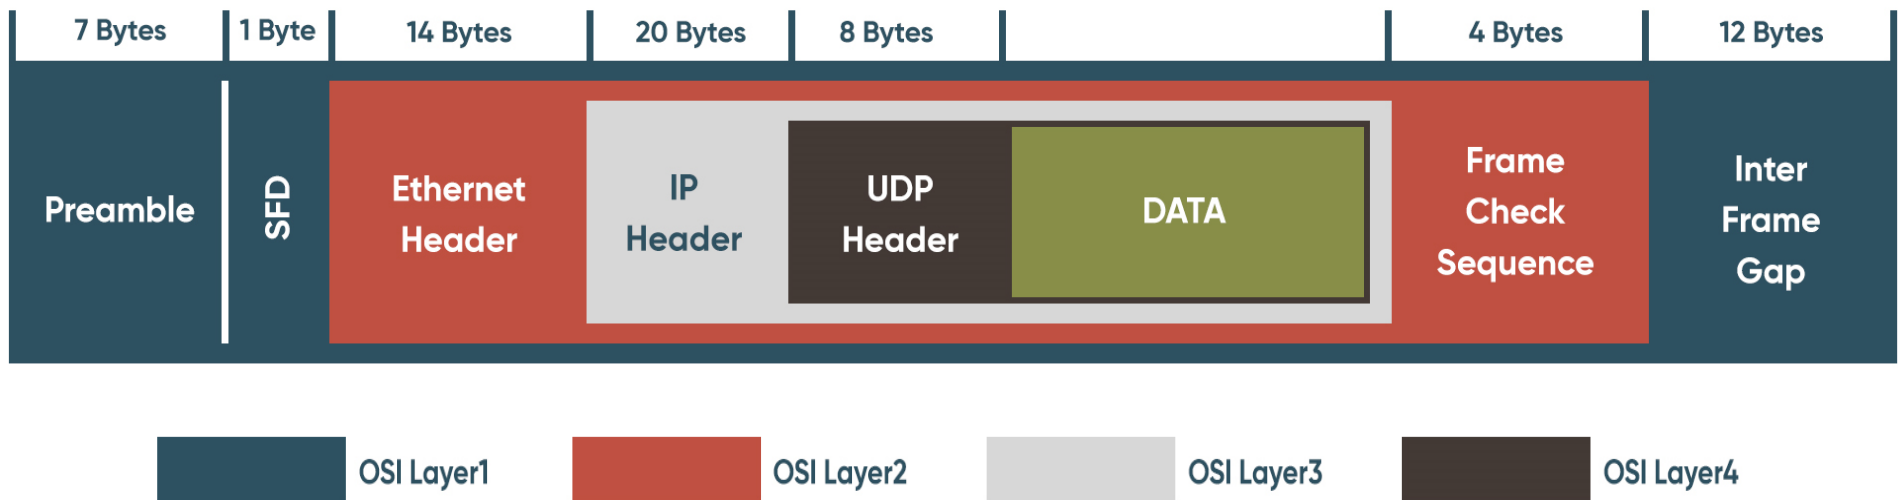 7 Bytes
1 Byte
14 Bytes
20 Bytes
8 Bytes
4 Bytes
12 Bytes
Preamble
SFD
Ethernet
Header
IP
Header
UDP
Header
DATA
Frame
Check
Sequence
Inter
Frame
Gap
OSI Layer1
OSI Layer2
OSI Layer3
OSI Layer4